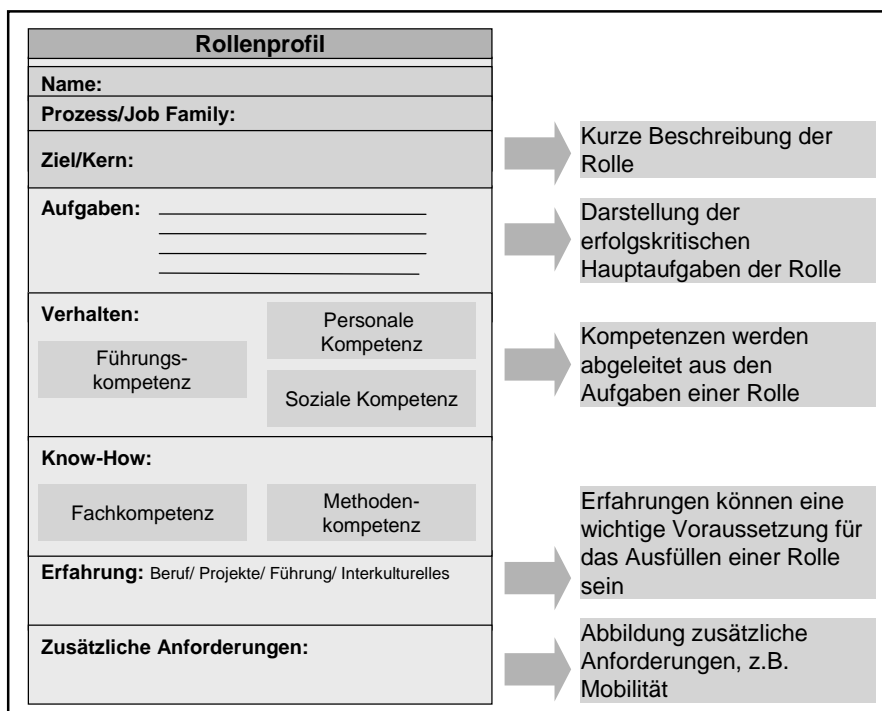 Rollenprofil
Name:
Prozess/Job Family:
Ziel/Kern:
Kurze Beschreibung der
Rolle
Aufgaben:
Darstellung der
erfolgskritischen
Hauptaufgaben der Rolle
Verhalten:
Führungs-
kompetenz
Personale
Kompetenz
Soziale Kompetenz
Kompetenzen werden
abgeleitet aus den
Aufgaben einer Rolle
Know-How:
Fachkompetenz
Methoden-
kompetenz
Erfahrung: Beruf/ Projekte/ Führung/ Interkulturelles
Erfahrungen können eine
wichtige Voraussetzung für
das Ausfüllen einer Rolle
sein
Zusätzliche Anforderungen:
Abbildung zusätzliche
Anforderungen, z.B.
Mobilität